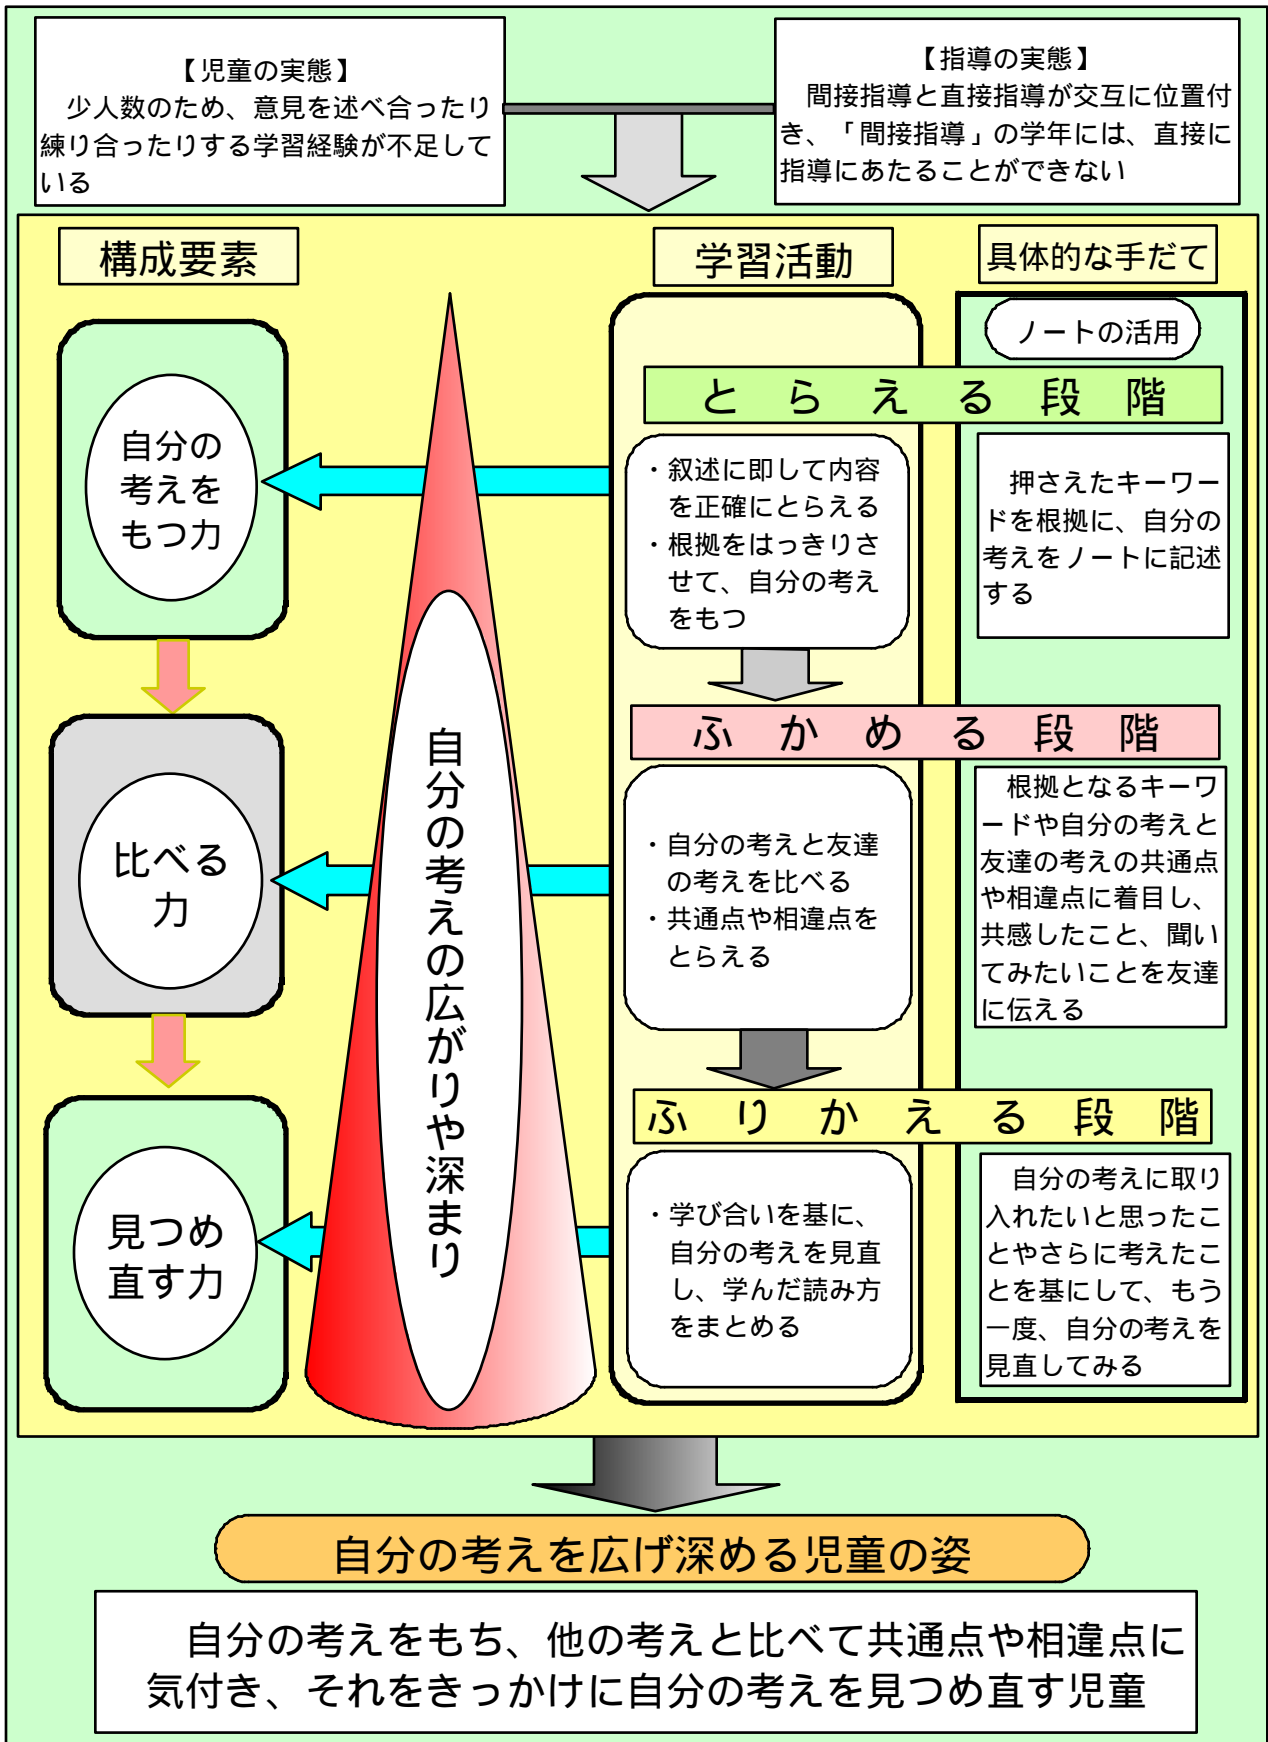 【児童の実態】
少人数のため、意見を述べ合ったり
練り合ったりする学習経験が不足して
いる
【指導の実態】
間接指導と直接指導が交互に位置付
き、「間接指導」の学年には、直接に
指導にあたることができない
構成要素
学習活動
具体的な手だて
ノートの活用
とらえる段階
自分の
考えを
もつ力
・叙述に即して内容
を正確にとらえる
・根拠をはっきりさ
せて、自分の考え
をもつ
押さえたキーワー
ドを根拠に、自分の
考えをノートに記述
する
自分の考えの広がりや深まり
ふかめる段階
比べる
力
・自分の考えと友達
の考えを比べる
・共通点や相違点を
とらえる
根拠となるキーワ
ードや自分の考えと
友達の考えの共通点
や相違点に着目し、
共感したこと、聞い
てみたいことを友達
に伝える
ふりかえる段階
見つめ
直す力
・学び合いを基に、
自分の考えを見直
し、学んだ読み方
をまとめる
自分の考えに取り
入れたいと思ったこ
とやさらに考えたこ
とを基にして、もう
一度、自分の考えを
見直してみる
自分の考えを広げ深める児童の姿
自分の考えをもち、他の考えと比べて共通点や相違点に
気付き、それをきっかけに自分の考えを見つめ直す児童